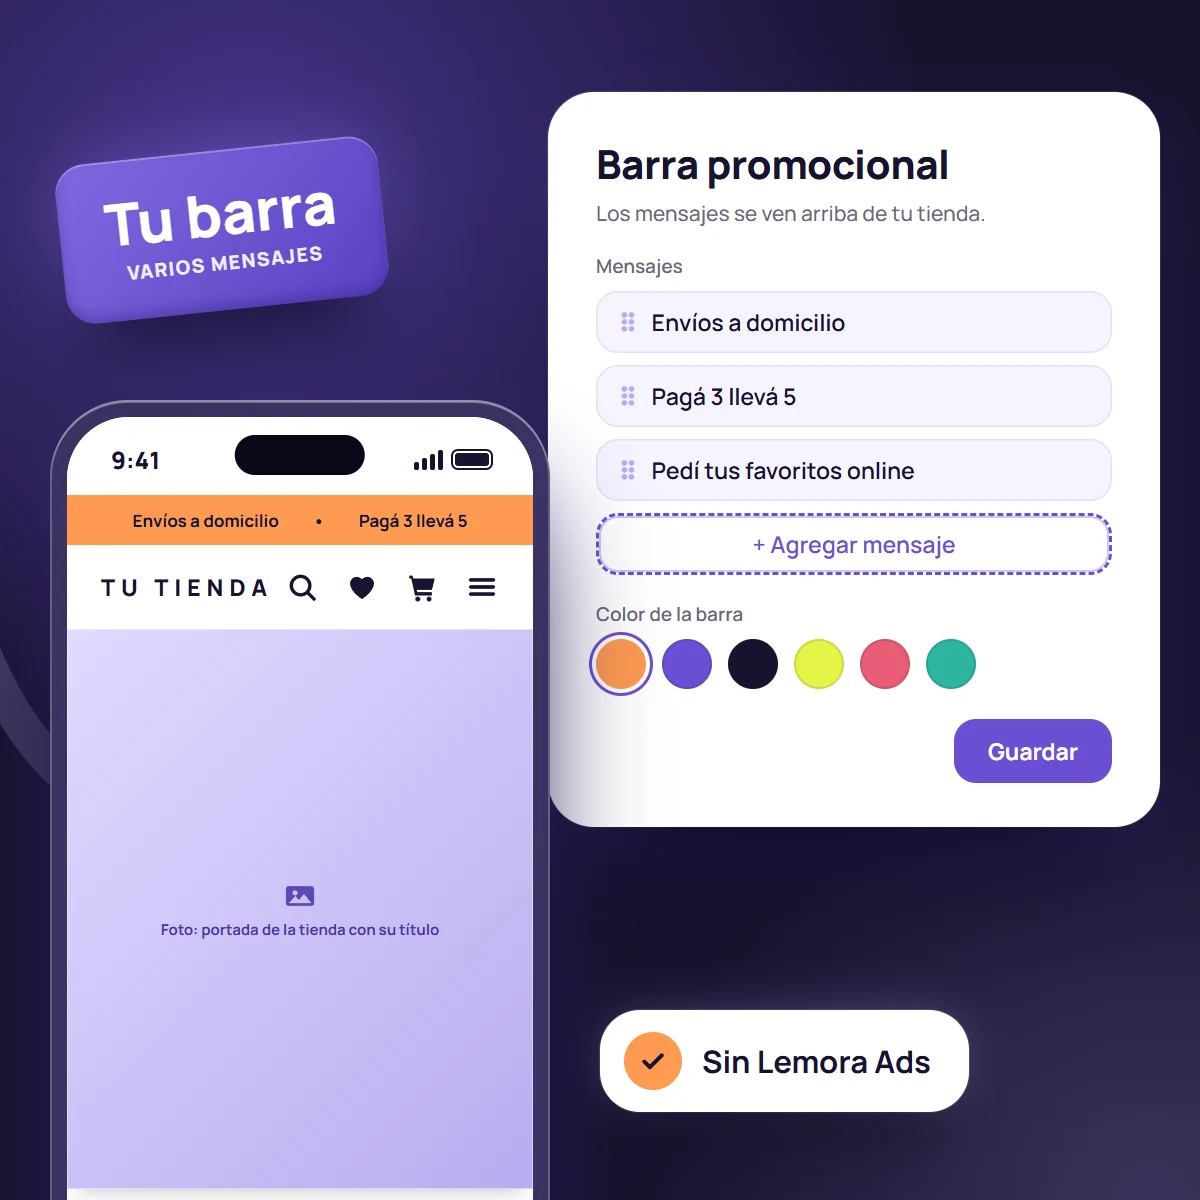 Tu barra
VARIOS MENSAJES
Barra promocional
Los mensajes se ven arriba de tu tienda.
Mensajes
Envíos a domicilio
Pagá 3 llevá 5
Pedí tus favoritos online
+ Agregar mensaje
Color de la barra
Guardar
9:41
Envíos a domicilio • Pagá 3 llevá 5
TU TIENDA
Foto: portada de la tienda con su título
Sin Lemora Ads